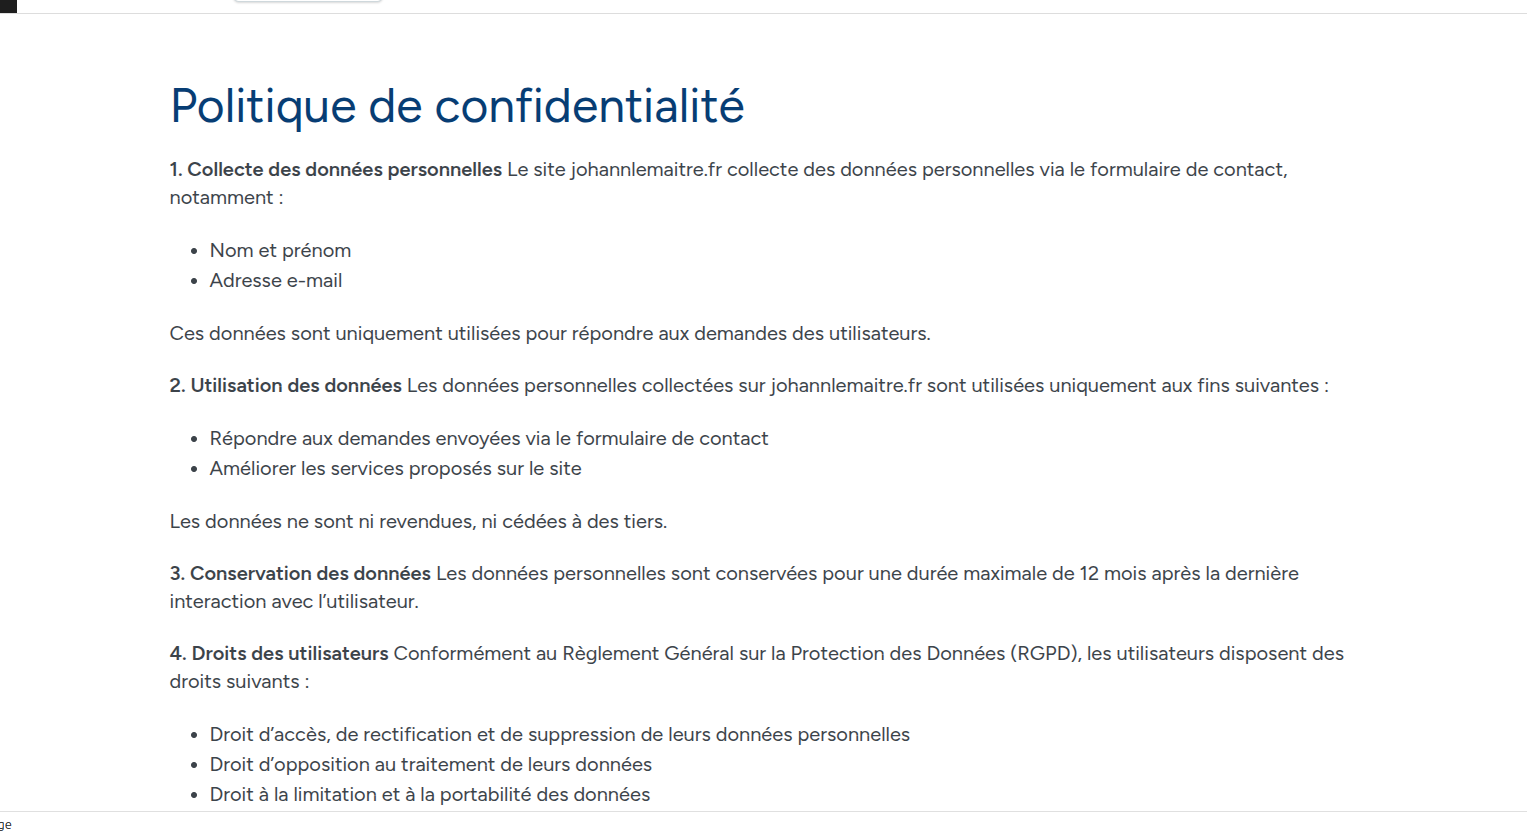 Politique de confidentialité
1. Collecte des données personnelles Le site johannlemaitre.fr collecte des données personnelles via le formulaire de contact,
notamment :
• Nom et prénom
• Adresse e-mail
Ces données sont uniquement utilisées pour répondre aux demandes des utilisateurs.
2. Utilisation des données Les données personnelles collectées sur johannlemaitre.fr sont utilisées uniquement aux fins suivantes :
• Répondre aux demandes envoyées via le formulaire de contact
• Améliorer les services proposés sur le site
Les données ne sont ni revendues, ni cédées à des tiers.
3. Conservation des données Les données personnelles sont conservées pour une durée maximale de 12 mois après la dernière
interaction avec l’utilisateur.
4. Droits des utilisateurs Conformément au Règlement Général sur la Protection des Données (RGPD), les utilisateurs disposent des
droits suivants :
• Droit d’accès, de rectification et de suppression de leurs données personnelles
• Droit d’opposition au traitement de leurs données
• Droit à la limitation et à la portabilité des données